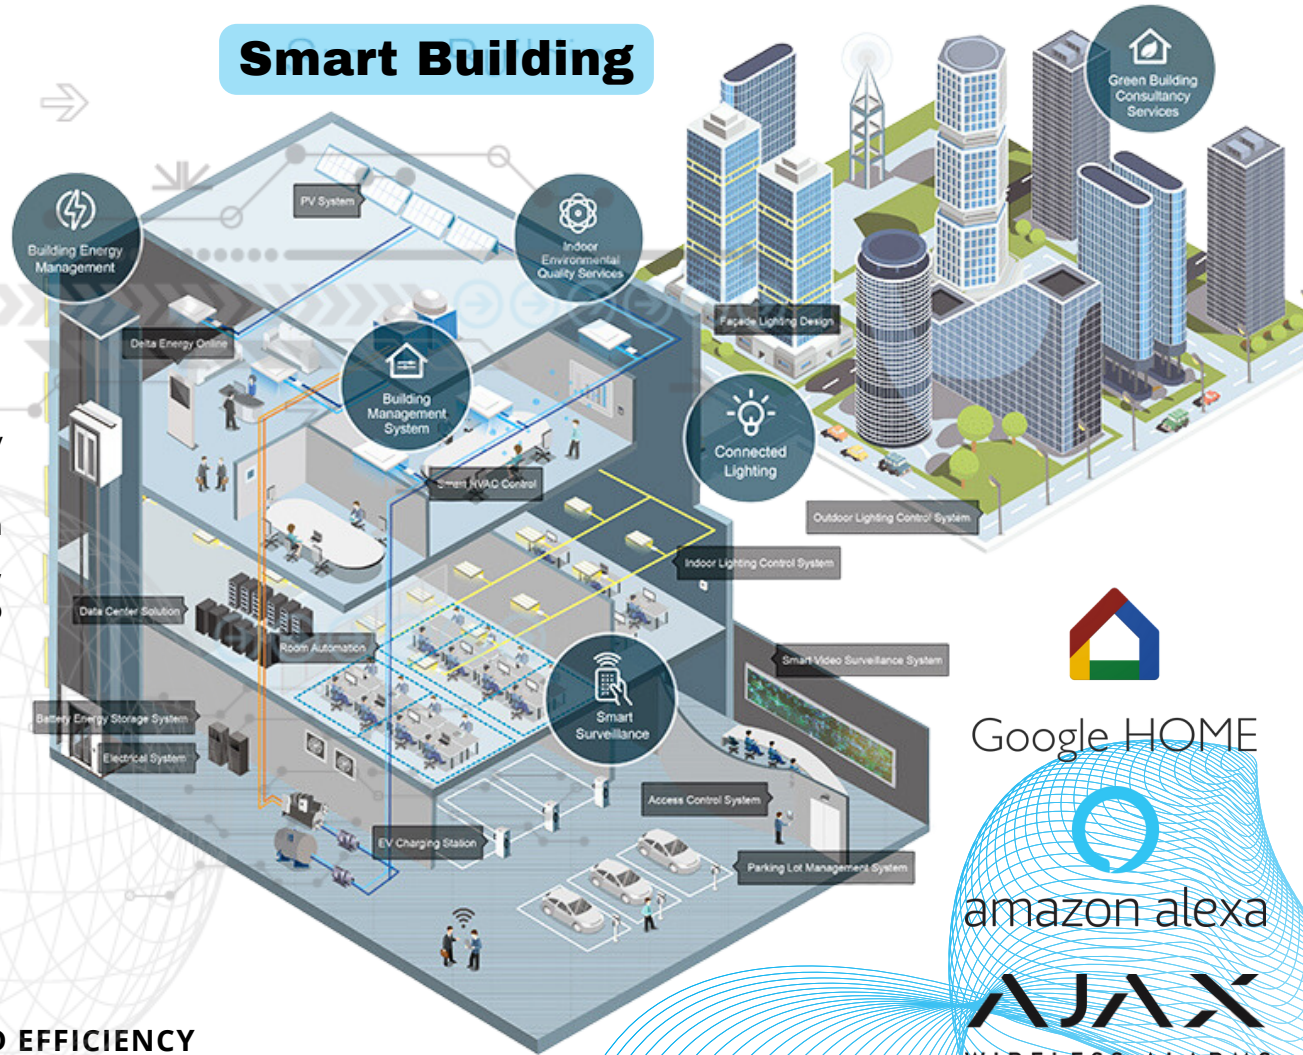 Smart Building
Green Building
Consultancy
Services
PV System
Building Energy
Management
Indoor
Environmental
Quality Services
Façade Lighting Design
Delta Energy Online
Building
Management
System
Connected
Lighting
Smart HVAC Control
Outdoor Lighting Control System
Indoor Lighting Control System
Data Center Solution
Room Automation
Smart Video Surveillance System
Battery Energy Storage System
Smart
Surveillance
Electrical System
Google HOME
Access Control System
EV Charging Station
Parking Lot Management System
amazon alexa
AJAX
EFFICIENCY